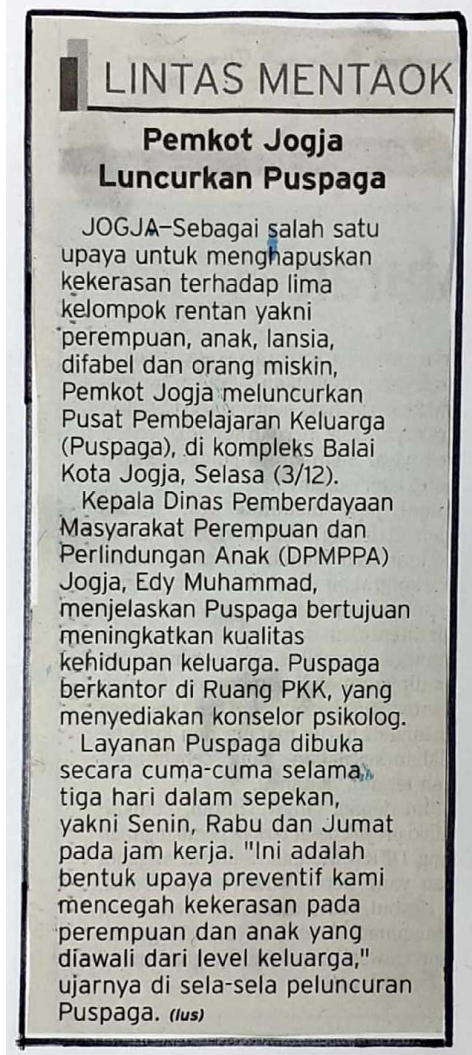 LINTAS MENTAOK
Pemkot Jogja
Luncurkan Puspaga
JOGJA–Sebagai salah satu
upaya untuk menghapuskan
kekerasan terhadap lima
kelompok rentan yakni
perempuan, anak, lansia,
difabel dan orang miskin,
Pemkot Jogja meluncurkan
Pusat Pembelajaran Keluarga
(Puspaga), di kompleks Balai
Kota Jogja, Selasa (3/12).
Kepala Dinas Pemberdayaan
Masyarakat Perempuan dan
Perlindungan Anak (DPMPPA)
Jogja, Edy Muhammad,
menjelaskan Puspaga bertujuan
meningkatkan kualitas
kehidupan keluarga. Puspaga
berkantor di Ruang PKK, yang
menyediakan konselor psikolog.
Layanan Puspaga dibuka
secara cuma-cuma selama
tiga hari dalam sepekan,
yakni Senin, Rabu dan Jumat
pada jam kerja. "Ini adalah
bentuk upaya preventif kami
mencegah kekerasan pada
perempuan dan anak yang
diawali dari level keluarga,"
ujarnya di sela-sela peluncuran
Puspaga. (lus)